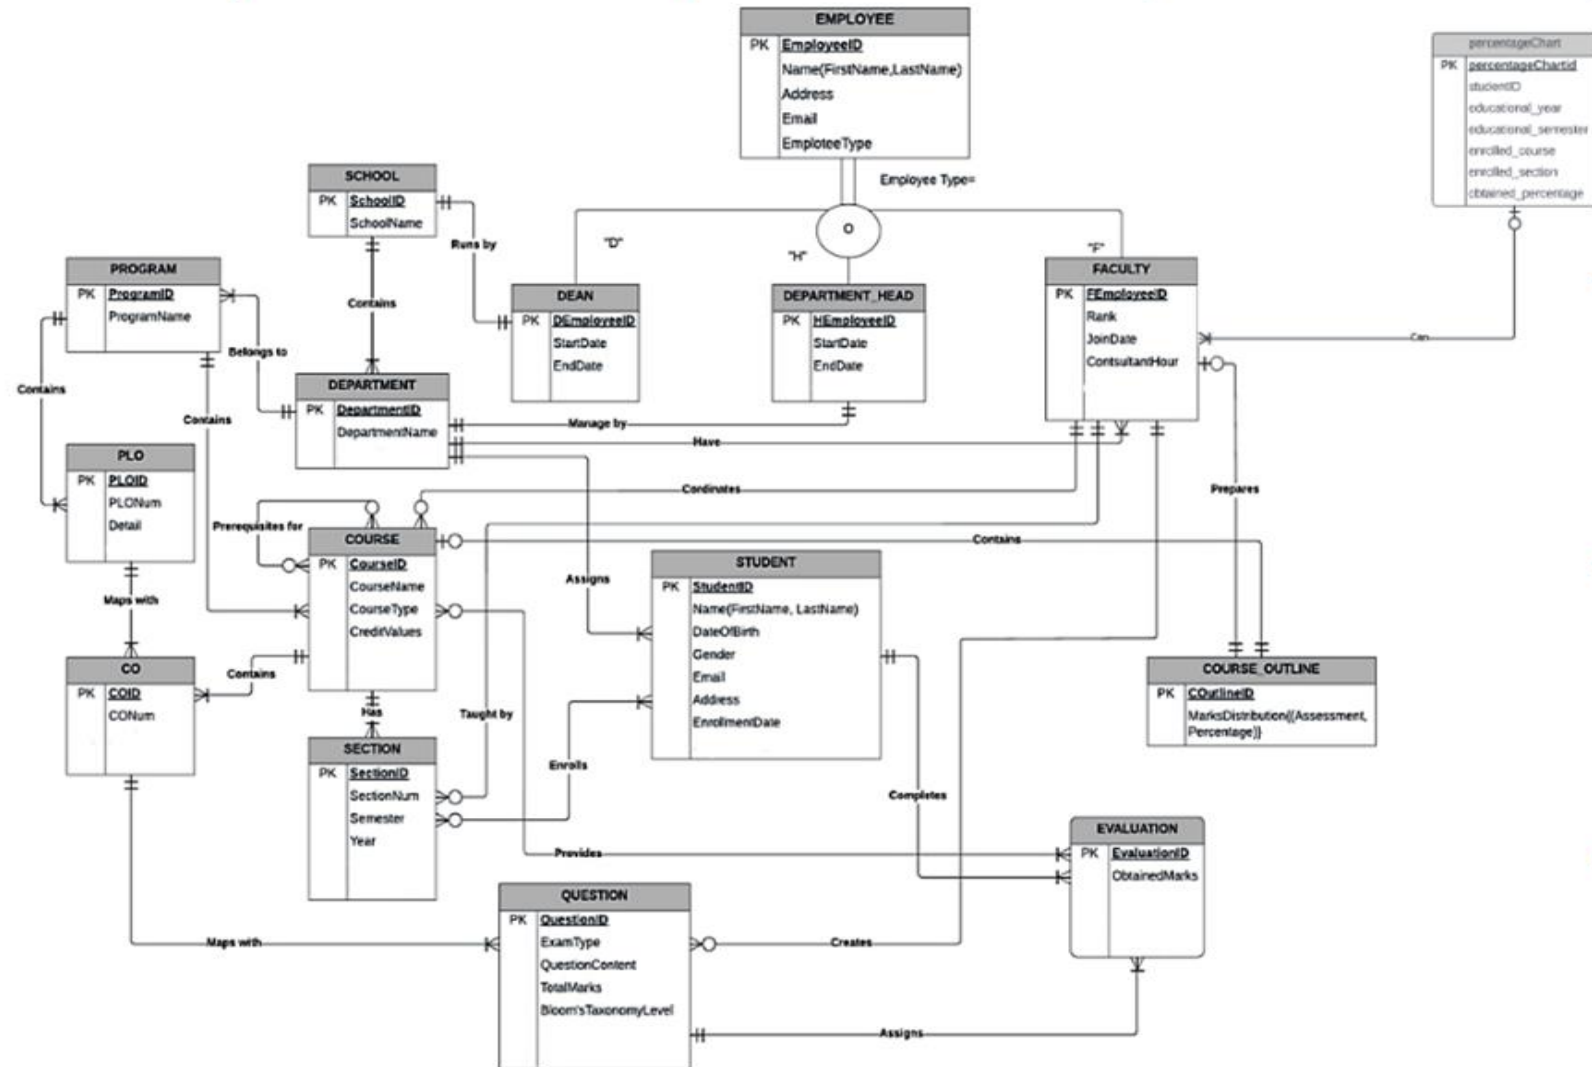 EMPLOYEE
PK EmployeeID
Name(FirstName,LastName)
Address
Email
EmploteeType
Employee Type=
percentageChart
PK percentageChartid
studentID
educational_year
educational_semester
enrolled_course
enrolled_section
obtained_percentage
SCHOOL
PK SchoolID
SchoolName
Runs by
"D"
O
"H"
"F"
PROGRAM
PK ProgramID
ProgramName
Contains
DEAN
PK DEmployeeID
StartDate
EndDate
DEPARTMENT_HEAD
PK HEmployeeID
StartDate
EndDate
FACULTY
PK FEmployeeID
Rank
JoinDate
ContsultantHour
Can
Belongs to
Contains
Contains
DEPARTMENT
PK DepartmentID
DepartmentName
Manage by
Have
PLO
PK PLOID
PLONum
Detail
Cordinates
Prepares
Prerequisites for
Contains
COURSE
PK CourseID
CourseName
CourseType
CreditValues
Assigns
STUDENT
PK StudentID
Name(FirstName, LastName)
DateOfBirth
Gender
Email
Address
EnrollmentDate
Maps with
CO
PK COID
CONum
Contains
COURSE_OUTLINE
PK COutlineID
MarksDistribution{(Assessment,
Percentage)}
Has
Taught by
SECTION
PK SectionID
SectionNum
Semester
Year
Enrolls
Completes
Provides
EVALUATION
PK EvaluationID
ObtainedMarks
QUESTION
PK QuestionID
ExamType
QuestionContent
TotalMarks
Bloom'sTaxonomyLevel
Maps with
Creates
Assigns